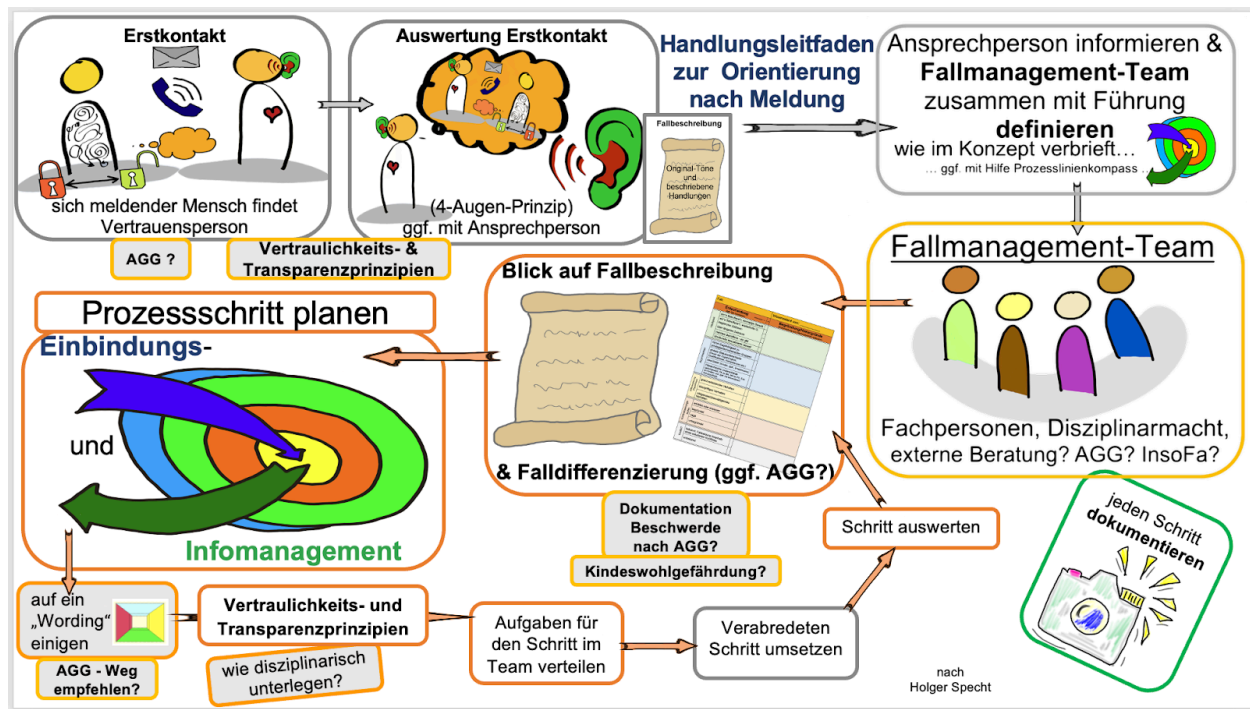 Erstkontakt
sich meldender Mensch findet
Vertrauensperson
AGG ?
Vertraulichkeits- &
Transparenzprinzipien
Auswertung Erstkontakt
(4-Augen-Prinzip)
ggf. mit Ansprechperson
Handlungsleitfaden
zur Orientierung
nach Meldung
Fallbeschreibung
Original-Töne
und
beschriebene
Handlungen
Ansprechperson informieren &
Fallmanagement-Team
zusammen mit Führung
definieren
wie im Konzept verbrieft…
… ggf. mit Hilfe Prozesslinienkompass …
Fallmanagement-Team
Fachpersonen, Disziplinarmacht,
externe Beratung? AGG? InsoFa?
Blick auf Fallbeschreibung
& Falldifferenzierung (ggf. AGG?)
Dokumentation
Beschwerde
nach AGG?
Kindeswohlgefährdung?
Prozessschritt planen
Einbindungs-
und
Infomanagement
auf ein
„Wording“
einigen
AGG - Weg
empfehlen?
Vertraulichkeits- und
Transparenzprinzipien
wie disziplinarisch
unterlegen?
Aufgaben für
den Schritt im
Team verteilen
Verabredeten
Schritt umsetzen
Schritt auswerten
jeden Schritt
dokumentieren
nach
Holger Specht